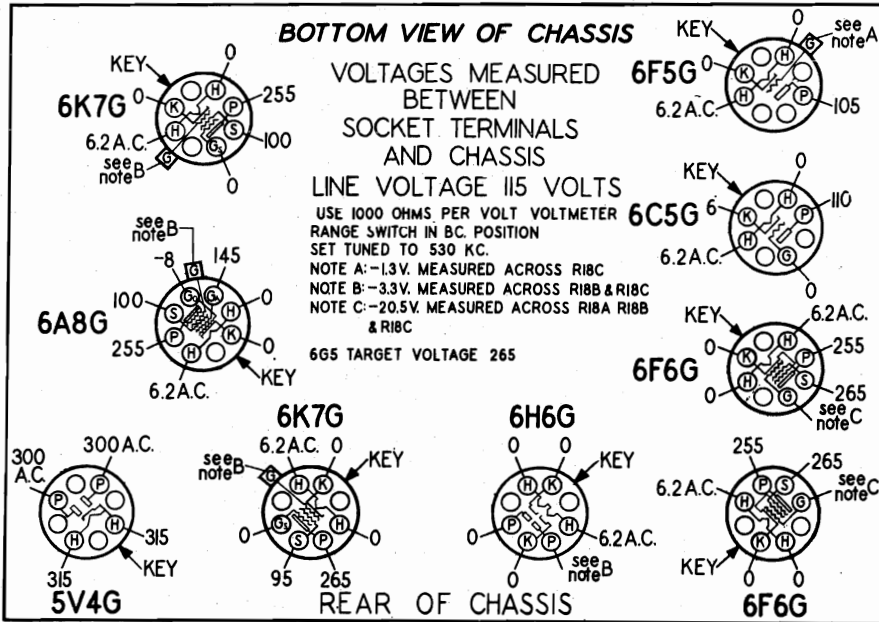 BOTTOM VIEW OF CHASSIS
VOLTAGES MEASURED
BETWEEN
SOCKET TERMINALS
AND CHASSIS
LINE VOLTAGE 115 VOLTS
USE 1000 OHMS PER VOLT VOLTMETER
RANGE SWITCH IN BC. POSITION
SET TUNED TO 530 KC.
NOTE A:-1.3V. MEASURED ACROSS R18C
NOTE B:-3.3V. MEASURED ACROSS R18B & R18C
NOTE C:-20.5V. MEASURED ACROSS R18A R18B
& R18C
6G5 TARGET VOLTAGE 265
6K7G
KEY
0
0
255
6.2 A.C.
100
see
note B
0
K
H
P
H
S
G
G3
6F5G
KEY
0
see
note A
0
6.2 A.C.
105
H
G
K
H
P
6C5G
KEY
0
6
110
6.2 A.C.
0
H
K
P
H
G
6A8G
see
note B
-8
145
100
0
255
0
6.2 A.C.
KEY
G
S
H
P
K
H
6F6G
6.2 A.C.
0
255
0
265
see
note C
KEY
H
K
P
H
S
G
5V4G
300
A.C.
300 A.C.
315
315
KEY
P
P
H
H
6K7G
6.2 A.C.
0
see
note B
KEY
0
0
95
265
G
H
K
G3
H
S
P
6H6G
0
0
KEY
0
6.2 A.C.
0
see
note B
H
K
P
H
K
P
6F6G
255
265
6.2 A.C.
see
note C
KEY
0
0
P
S
H
G
K
H
REAR OF CHASSIS